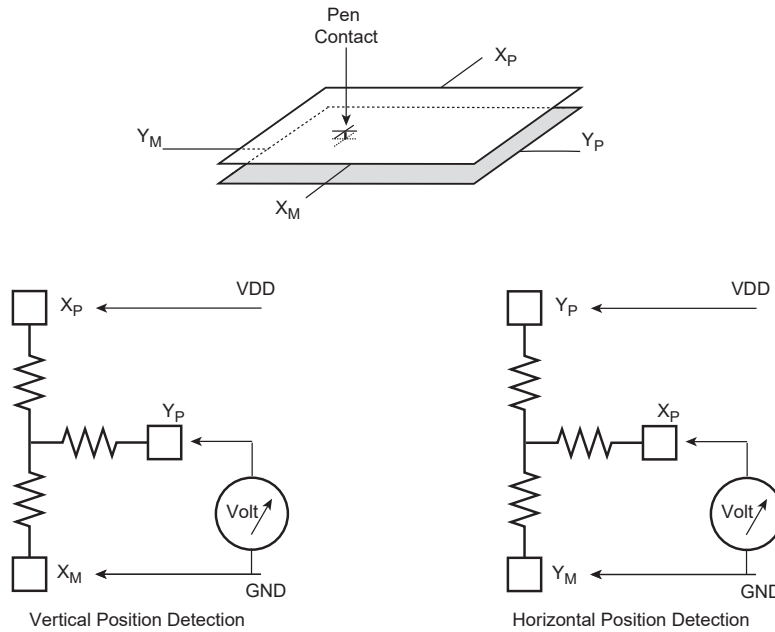 Pen
Contact
XP
YM
YP
XM
XP
VDD
YP
Volt
XM
GND
Vertical Position Detection
YP
VDD
XP
Volt
YM
GND
Horizontal Position Detection